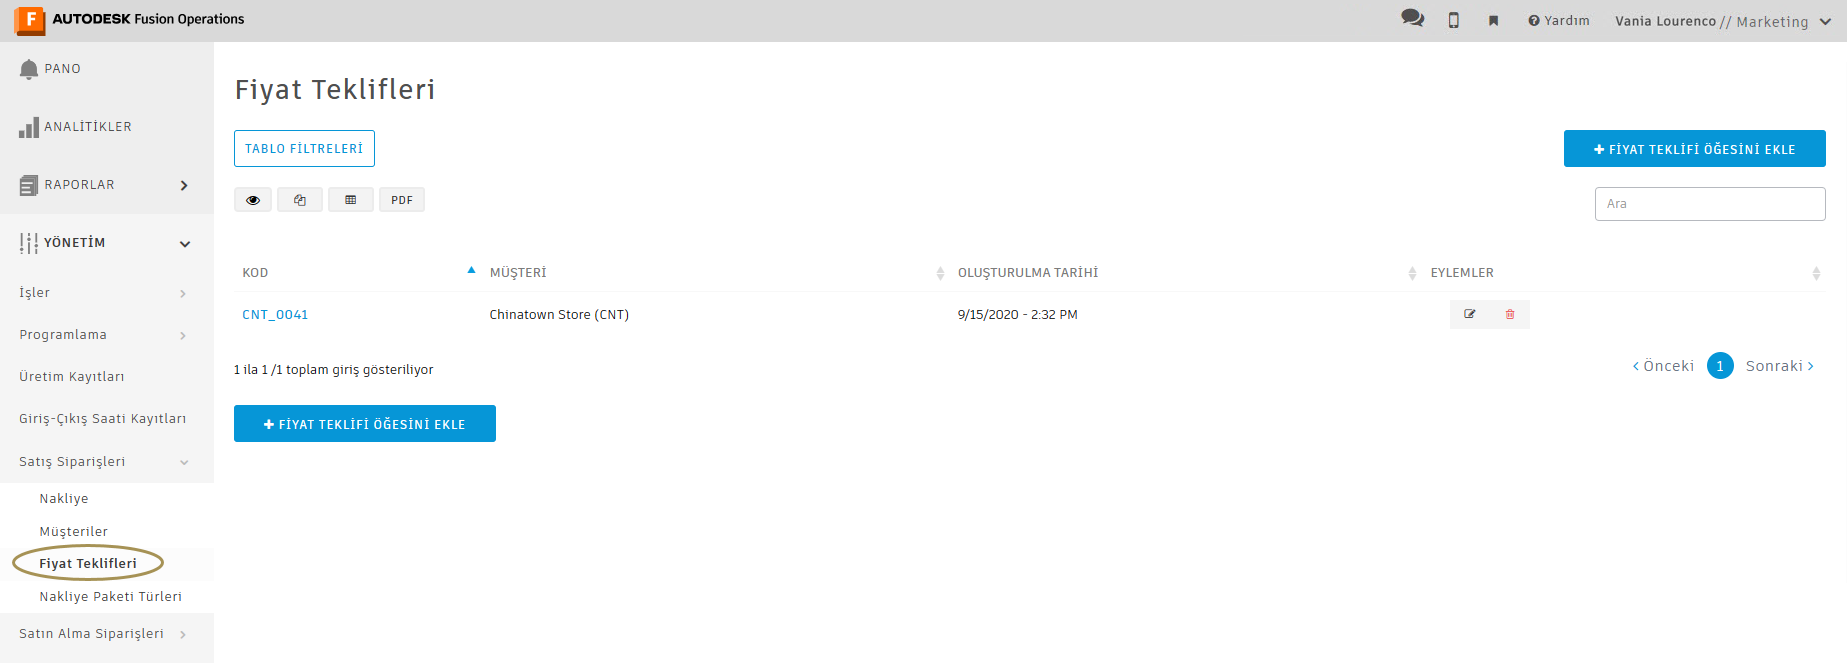 F AUTODESK Fusion Operations
Yardım Vania Lourenco // Marketing
PANO
ANALİTİKLER
RAPORLAR
YÖNETİM
İşler
Programlama
Üretim Kayıtları
Giriş-Çıkış Saati Kayıtları
Satış Siparişleri
Nakliye
Müşteriler
Fiyat Teklifleri
Nakliye Paketi Türleri
Satın Alma Siparişleri
Fiyat Teklifleri
TABLO FİLTRELERİ
+ FİYAT TEKLİFİ ÖĞESİNİ EKLE
PDF
Ara
KOD MÜŞTERİ OLUŞTURULMA TARİHİ EYLEMLER
CNT_0041 Chinatown Store (CNT) 9/15/2020 - 2:32 PM
1 ila 1 /1 toplam giriş gösteriliyor
< Önceki 1 Sonraki >
+ FİYAT TEKLİFİ ÖĞESİNİ EKLE